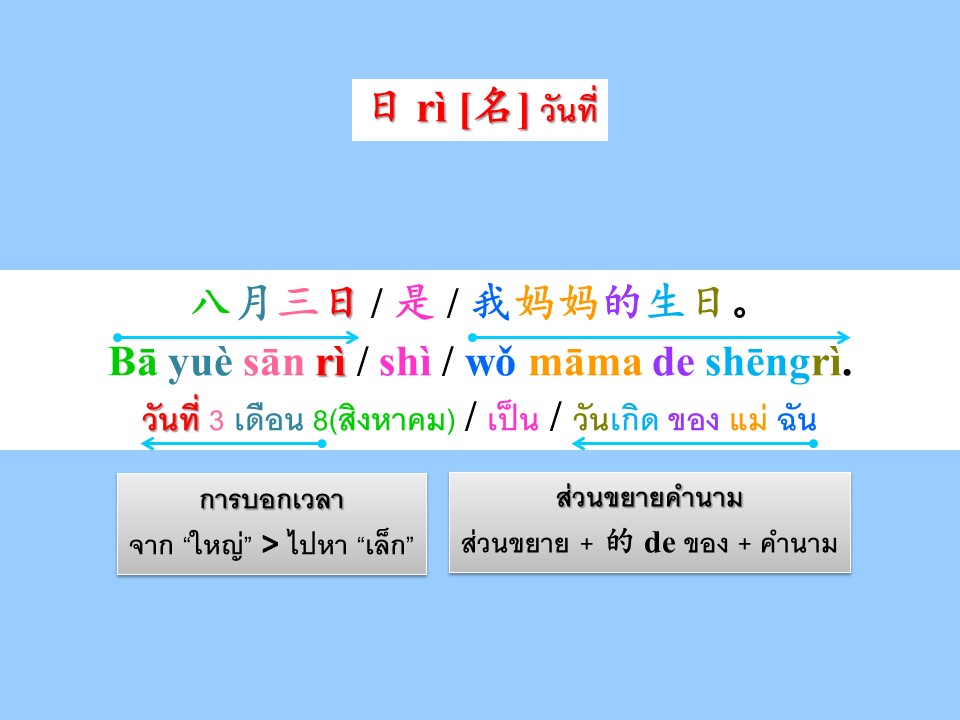 日 rì [名] วันที่
八月三日 / 是 / 我妈妈的生日。
Bā yuè sān rì / shì / wǒ māma de shēngrì.
วันที่ 3 เดือน 8(สิงหาคม) / เป็น / วันเกิด ของ แม่ ฉัน
การบอกเวลา
จาก “ใหญ่” > ไปหา “เล็ก”
ส่วนขยายคำนาม
ส่วนขยาย + 的 de ของ + คำนาม